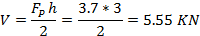 V = F_p h / 2 = 3.7 * 3 / 2 = 5.55 KN